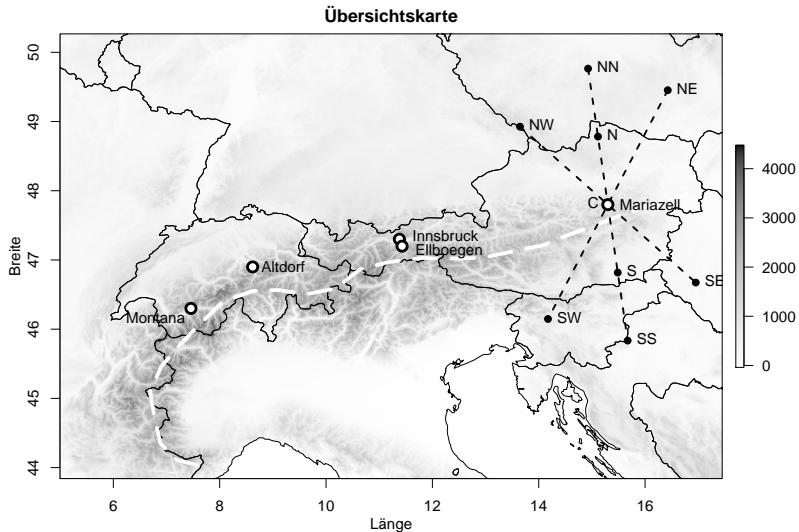 Übersichtskarte
50
49
48
47
46
45
44
Breite
NN
NE
NW
N
C
Mariazell
Innsbruck
Ellboegen
Altdorf
S
SE
Montana
SW
SS
4000
3000
2000
1000
0
6
8
10
12
14
16
Länge